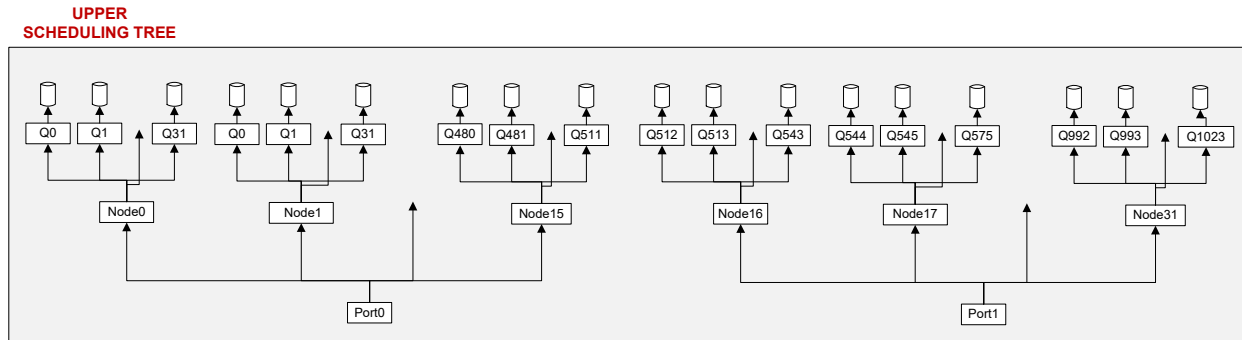 UPPER
SCHEDULING TREE
Q0 Q1 Q31 Q0 Q1 Q31 Q480 Q481 Q511 Q512 Q513 Q543 Q544 Q545 Q575 Q992 Q993 Q1023
Node0 Node1 Node15 Node16 Node17 Node31
Port0 Port1